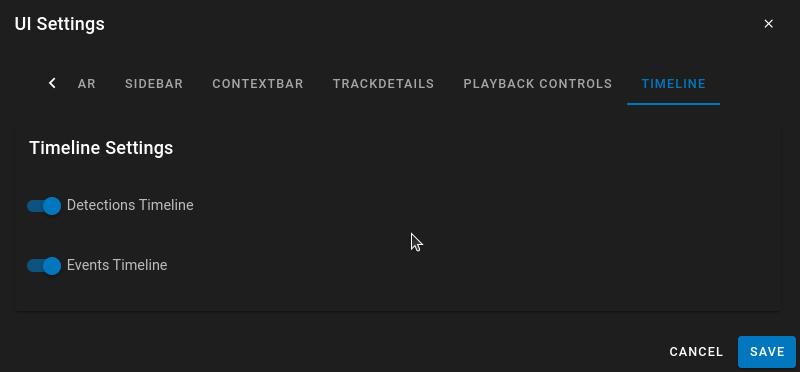 UI Settings
AR SIDEBAR CONTEXTBAR TRACKDETAILS PLAYBACK CONTROLS TIMELINE
Timeline Settings
Detections Timeline
Events Timeline
CANCEL SAVE